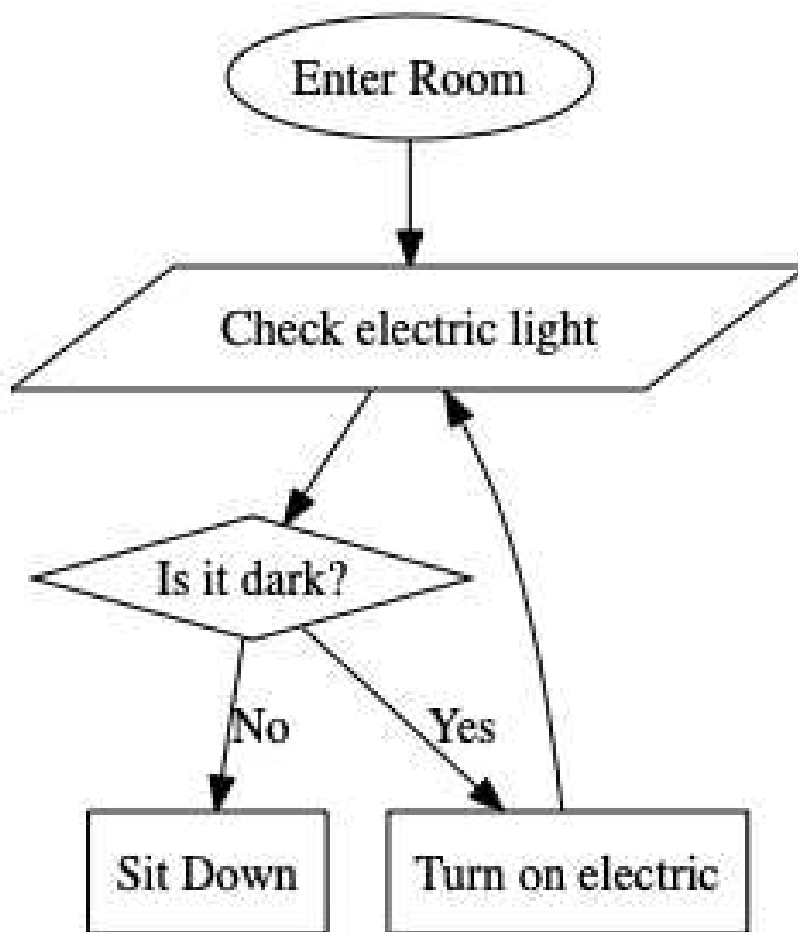 Enter Room
Check electric light
Is it dark?
No
Yes
Sit Down
Turn on electric